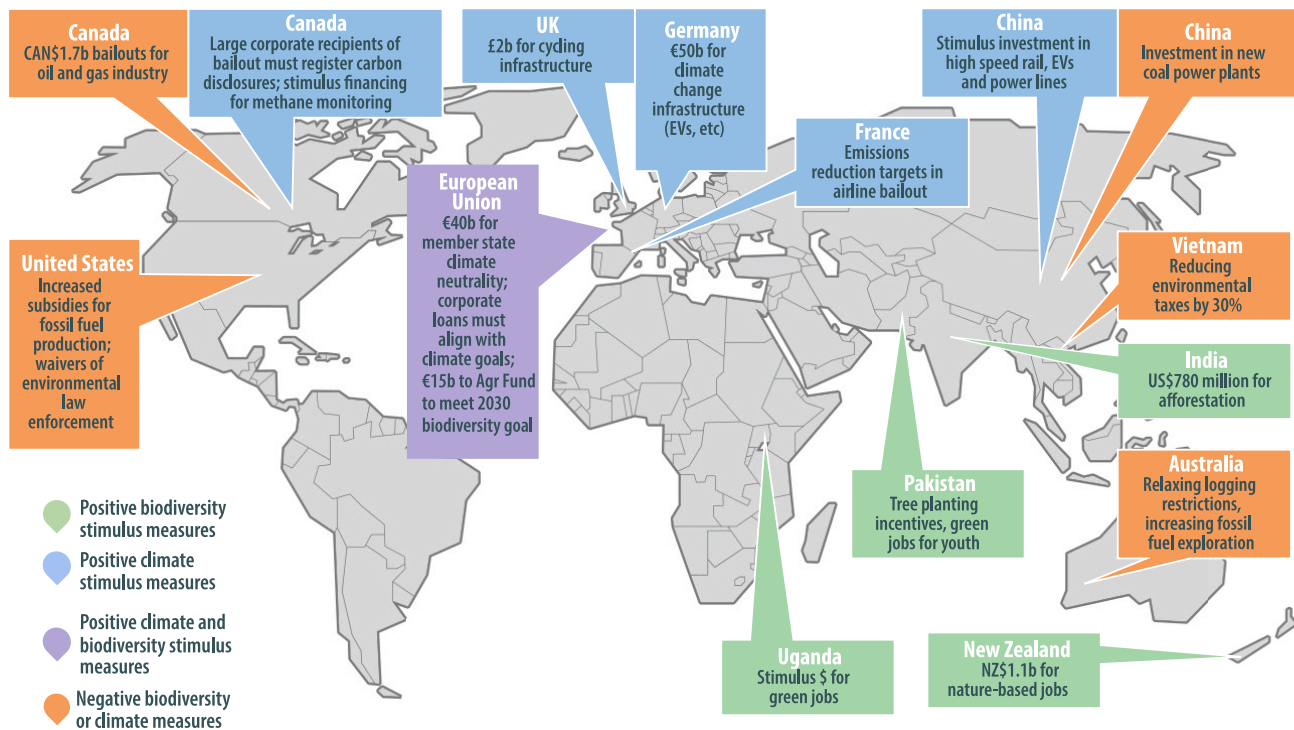 Canada
CAN$1.7b bailouts for
oil and gas industry
Canada
Large corporate recipients of
bailout must register carbon
disclosures; stimulus financing
for methane monitoring
UK
£2b for cycling
infrastructure
Germany
€50b for
climate
change
infrastructure
(EVs, etc)
China
Stimulus investment in
high speed rail, EVs
and power lines
China
Investment in new
coal power plants
France
Emissions
reduction targets in
airline bailout
European
Union
€40b for
member state
climate
neutrality;
corporate
loans must
align with
climate goals;
€15b to Agr Fund
to meet 2030
biodiversity goal
United States
Increased
subsidies for
fossil fuel
production;
waivers of
environmental
law
enforcement
Vietnam
Reducing
environmental
taxes by 30%
India
US$780 million for
afforestation
Australia
Relaxing logging
restrictions,
increasing fossil
fuel exploration
Pakistan
Tree planting
incentives, green
jobs for youth
Uganda
Stimulus $ for
green jobs
New Zealand
NZ$1.1b for
nature-based jobs
Positive biodiversity
stimulus measures
Positive climate
stimulus measures
Positive climate and
biodiversity stimulus
measures
Negative biodiversity
or climate measures